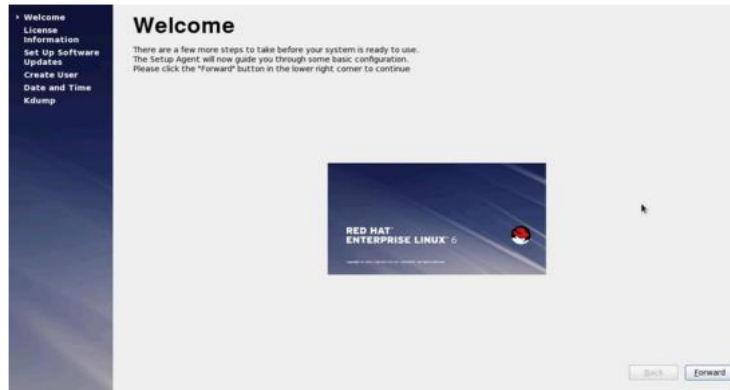 Welcome
License
Information
Set Up Software
Updates
Create User
Date and Time
Kdump
Welcome
There are a few more steps to take before your system is ready to use.
The Setup Agent will now guide you through some basic configuration.
Please click the "Forward" button in the lower right corner to continue
RED HAT
ENTERPRISE LINUX 6
Back
Forward